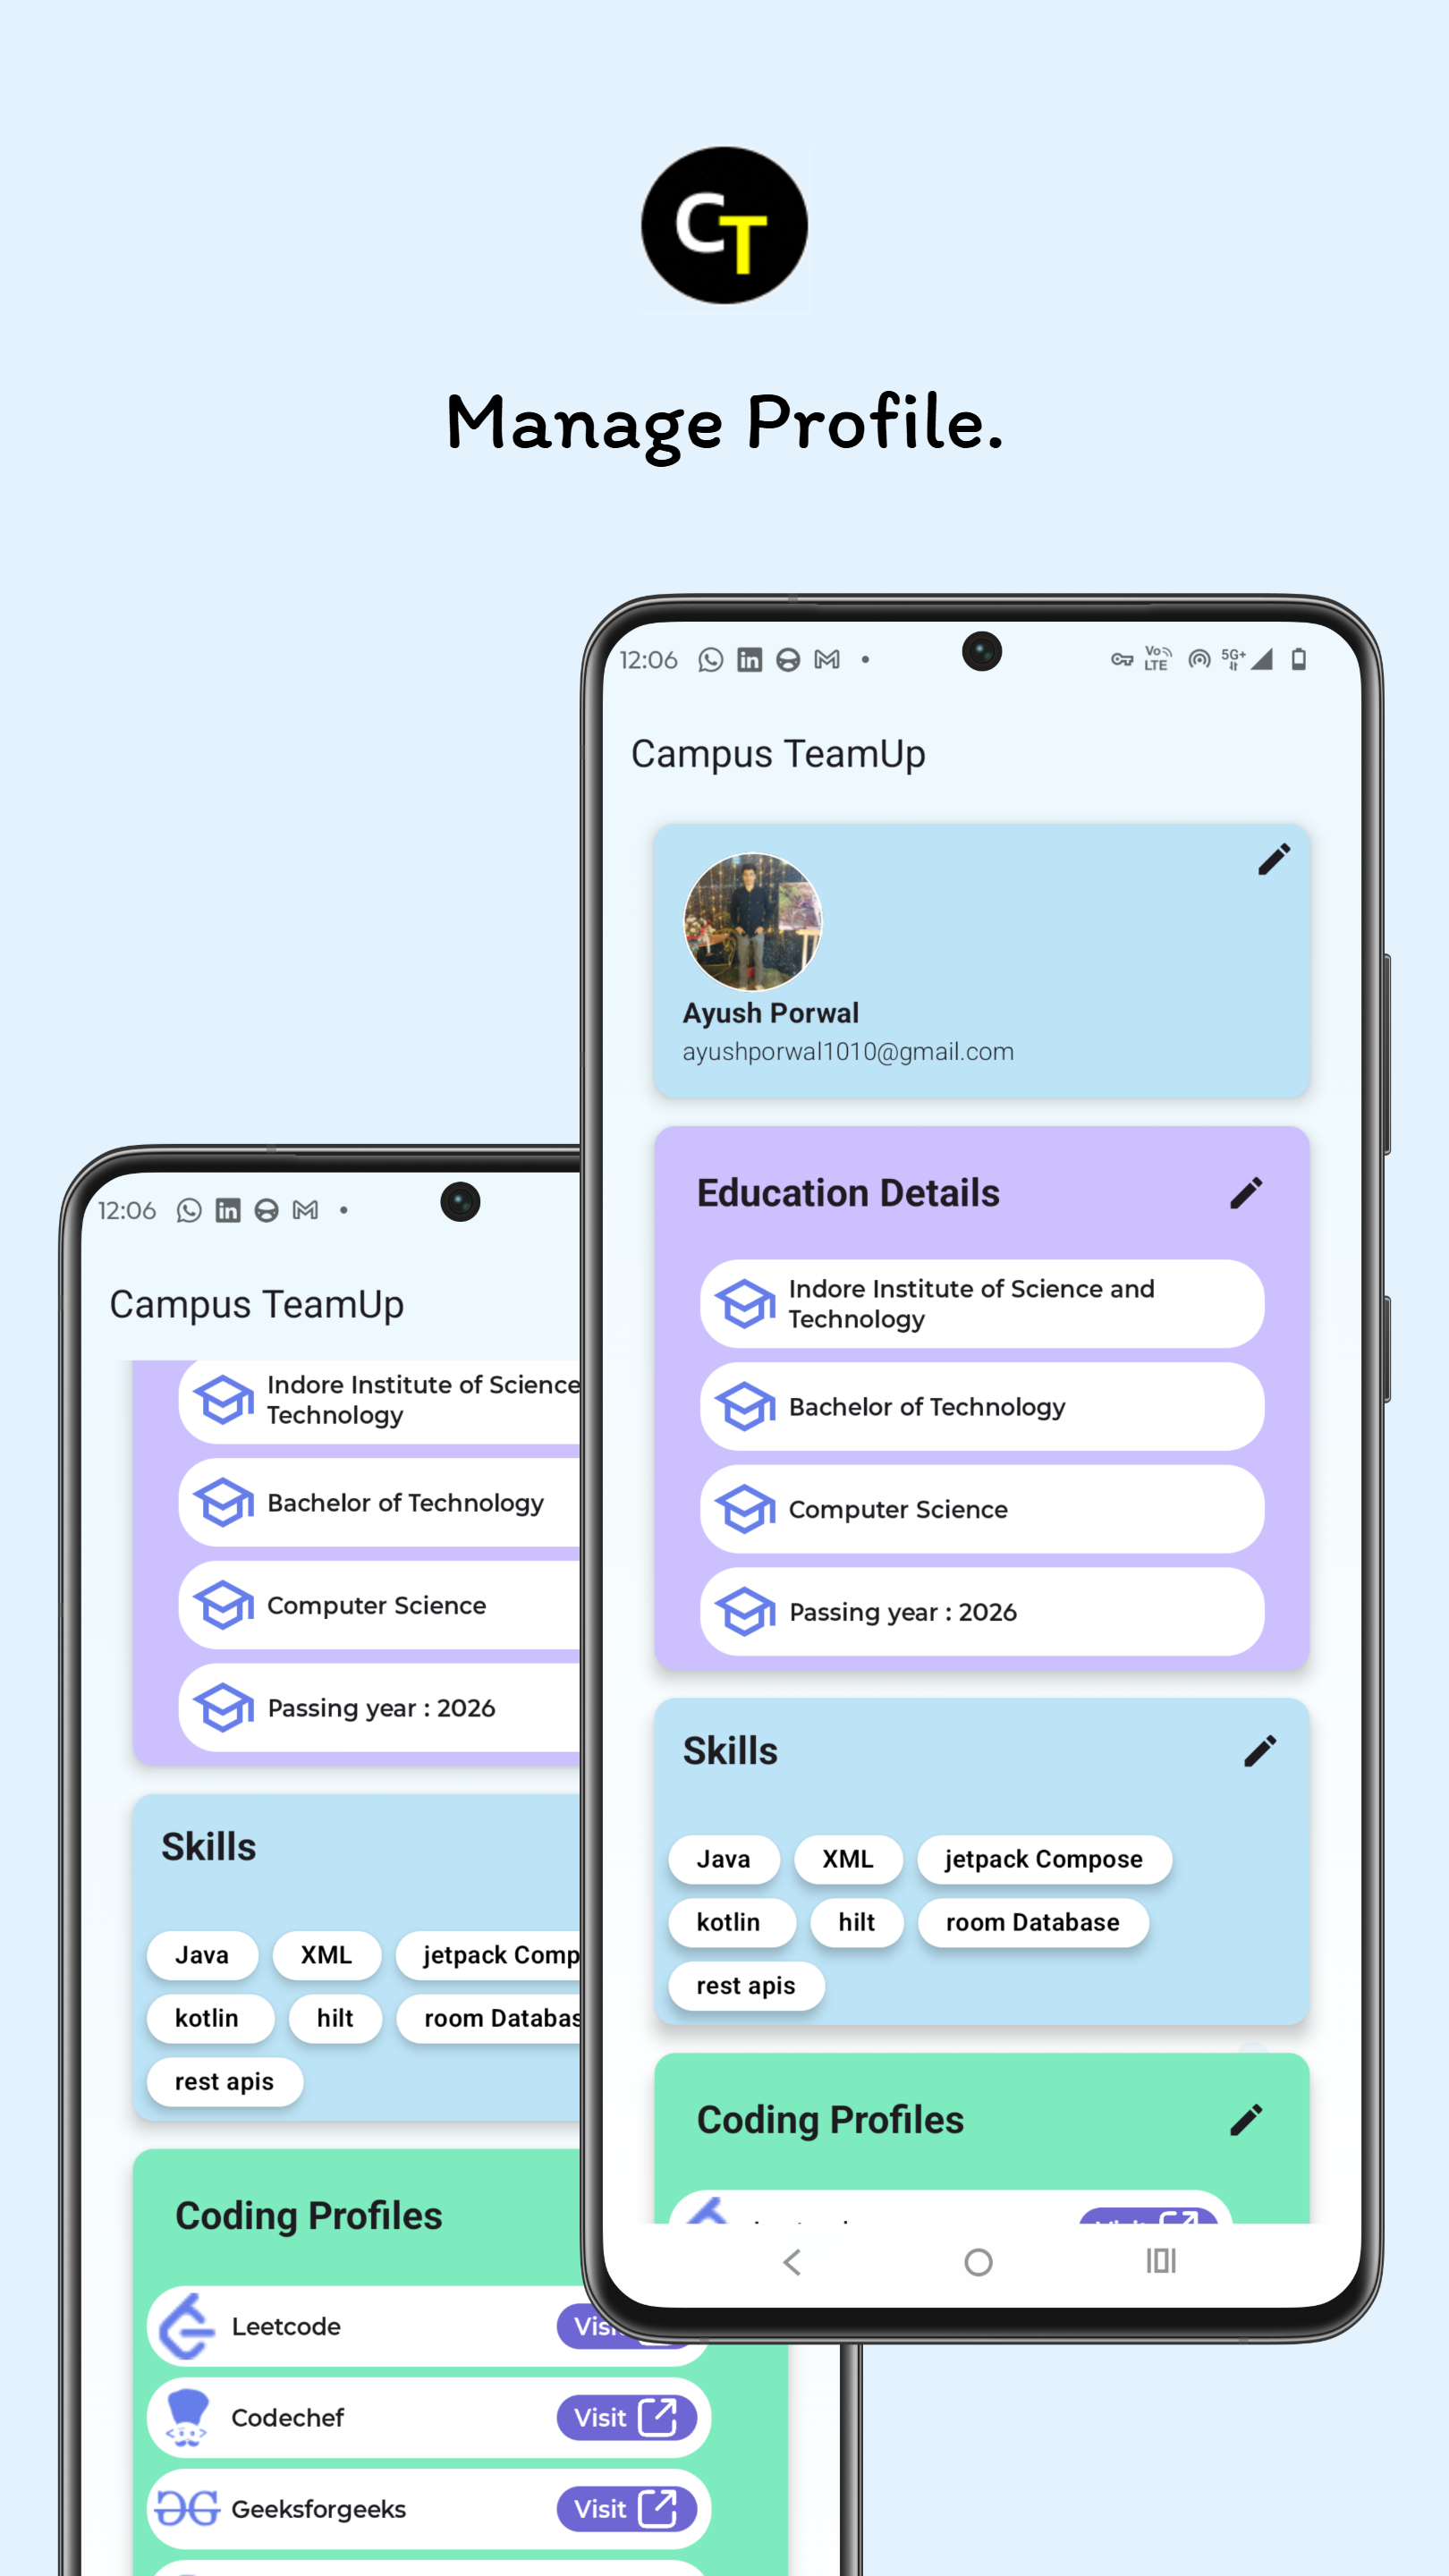 CT
Manage Profile.
12:06
Vo
LTE
5G+
Campus TeamUp
Ayush Porwal
ayushporwal1010@gmail.com
Education Details
Indore Institute of Science and
Technology
Bachelor of Technology
Computer Science
Passing year : 2026
Skills
Java XML jetpack Compose
kotlin hilt room Database
rest apis
Coding Profiles
12:06
Campus TeamUp
Indore Institute of Science
Technology
Bachelor of Technology
Computer Science
Passing year : 2026
Skills
Java XML jetpack Comp
kotlin hilt room Databas
rest apis
Coding Profiles
Leetcode
Codechef Visit
Geeksforgeeks Visit